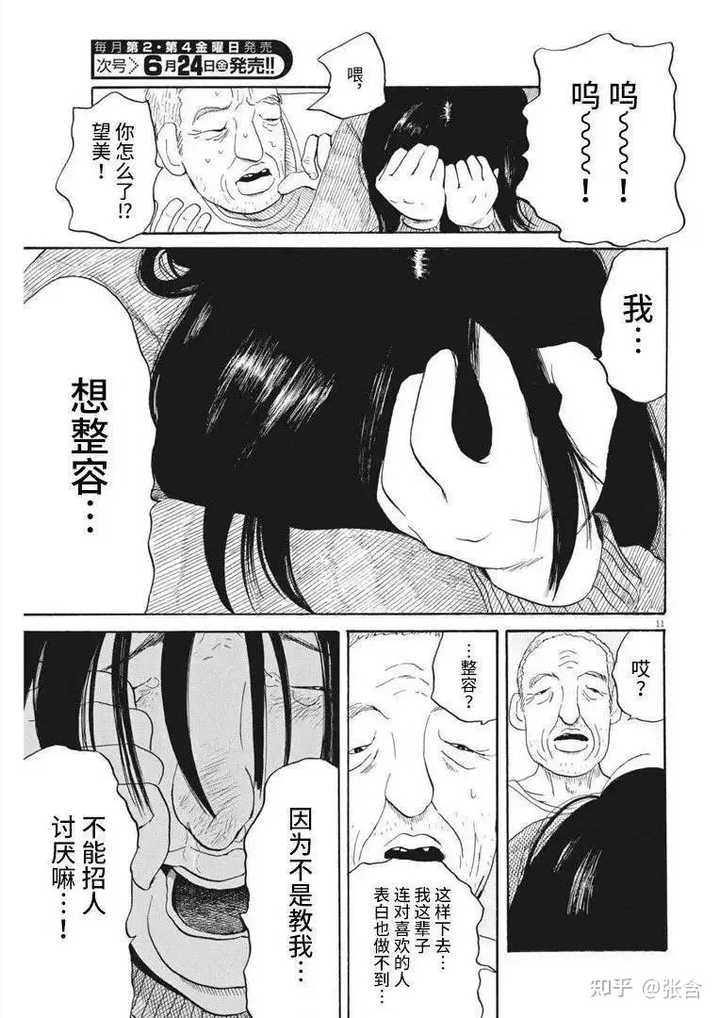 毎月第2・第4金曜日発売
次号>6月24日金発売!!
呜~~!
呜~~!
喂，
你怎么了!?
望美！
我…
想整容…
11
哎？
…整容？
这样下去…
我这辈子
连对喜欢的人
表白也做不
到…
因为不是教我…
不能招人
讨厌嘛…！
知乎 @张含